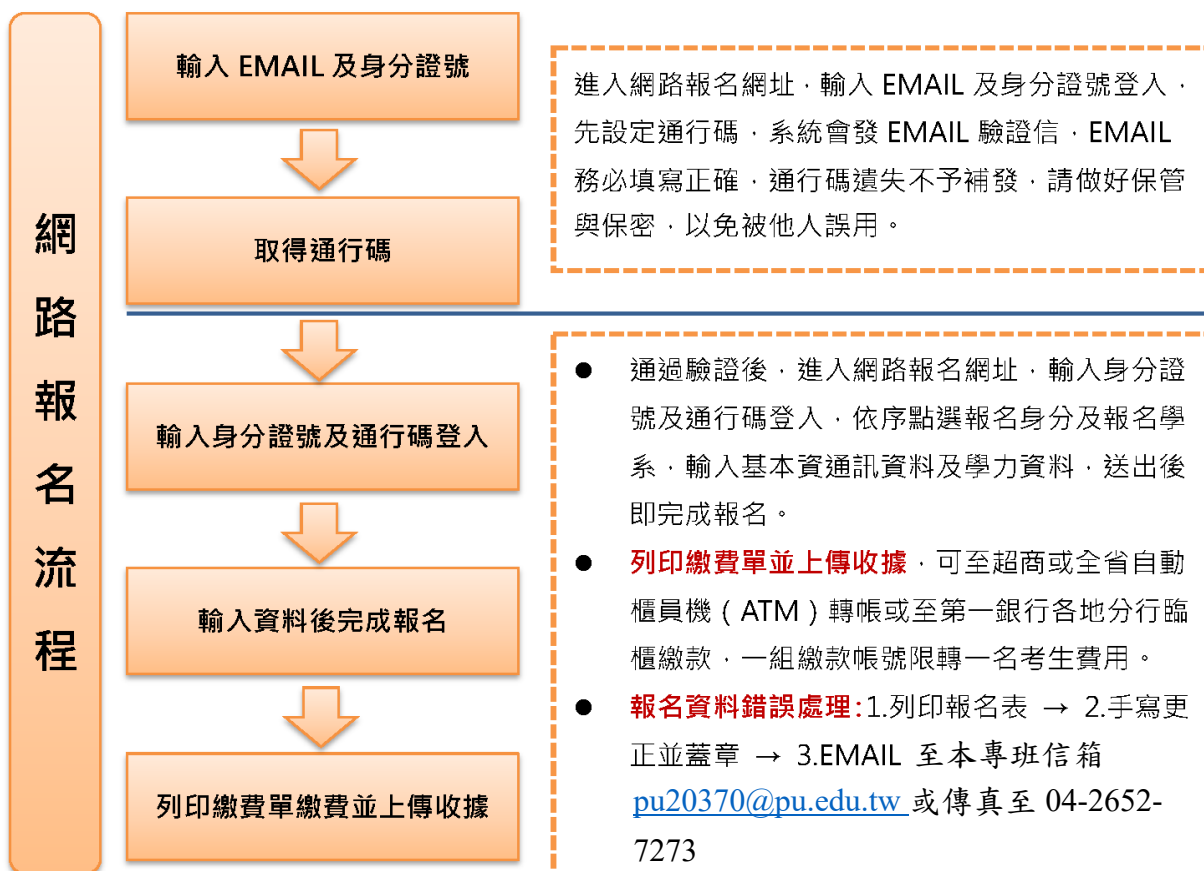 網路報名流程
輸入 EMAIL 及身分證號
取得通行碼
進入網路報名網址，輸入 EMAIL 及身分證號登入，
先設定通行碼，系統會發 EMAIL 驗證信，EMAIL
務必填寫正確，通行碼遺失不予補發，請做好保管
與保密，以免被他人誤用。
輸入身分證號及通行碼登入
輸入資料後完成報名
列印繳費單繳費並上傳收據
● 通過驗證後，進入網路報名網址，輸入身分證
號及通行碼登入，依序點選報名身分及報名學
系，輸入基本資通訊資料及學力資料，送出後
即完成報名。
● 列印繳費單並上傳收據，可至超商或全省自動
櫃員機（ATM）轉帳或至第一銀行各地分行臨
櫃繳款，一組繳款帳號限轉一名考生費用。
● 報名資料錯誤處理:1.列印報名表 → 2.手寫更
正並蓋章 → 3.EMAIL 至本專班信箱
pu20370@pu.edu.tw 或傳真至 04-2652-
7273